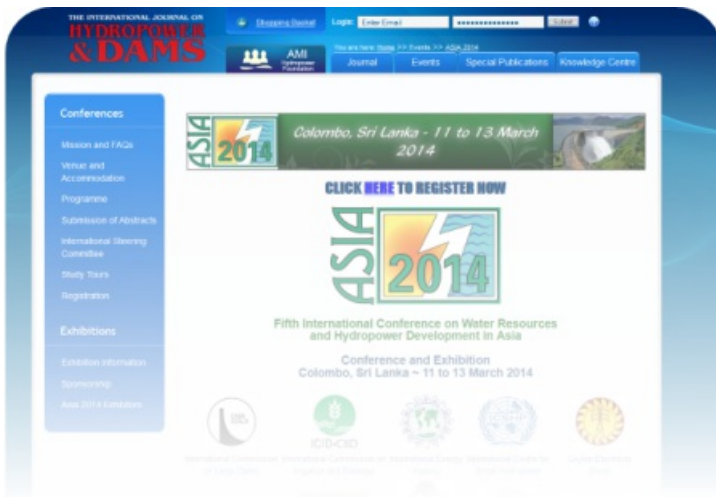 THE INTERNATIONAL JOURNAL ON
HYDROPOWER
& DAMS
Shopping Basket
Login: Enter Email
Submit
AMI
Hydropower
Foundation
You are here: Home >> Events >> ASIA 2014
Journal
Events
Special Publications
Knowledge Centre
Conferences
Mission and FAQs
Venue and
Accommodation
Programme
Submission of Abstracts
International Steering
Committee
Study Tours
Registration
Exhibitions
Exhibition Information
Sponsorship
Asia 2014 Exhibitors
ASIA
2014
Colombo, Sri Lanka - 11 to 13 March
2014
CLICK HERE TO REGISTER NOW
ASIA
2014
Fifth International Conference on Water Resources
and Hydropower Development in Asia
Conference and Exhibition
Colombo, Sri Lanka ~ 11 to 13 March 2014
ICID•CIID